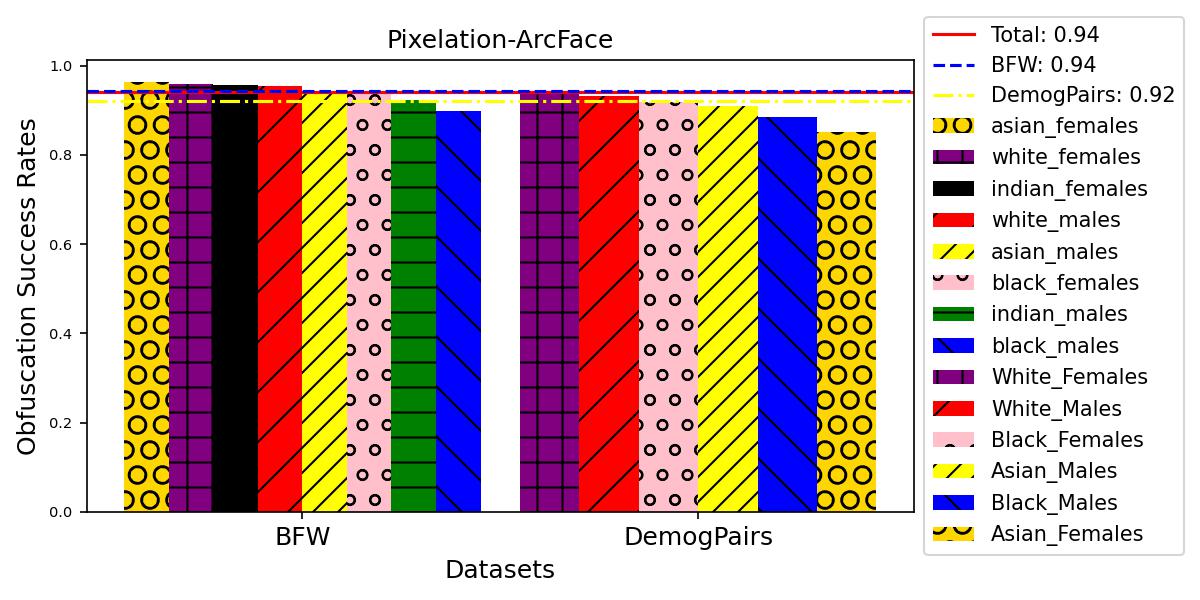 Pixelation-ArcFace
Obfuscation Success Rates
1.0
0.8
0.6
0.4
0.2
0.0
BFW
DemogPairs
Datasets
Total: 0.94
BFW: 0.94
DemogPairs: 0.92
asian_females
white_females
indian_females
white_males
asian_males
black_females
indian_males
black_males
White_Females
White_Males
Black_Females
Asian_Males
Black_Males
Asian_Females